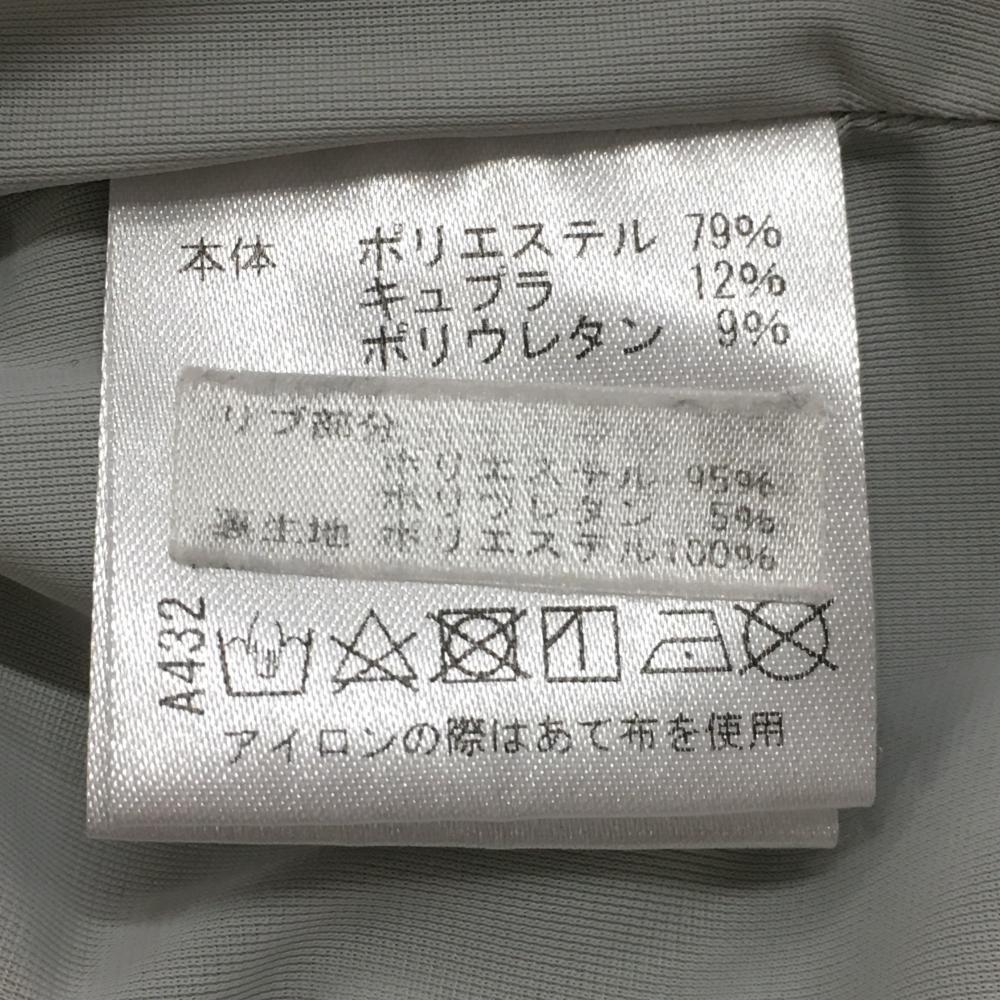 本体 ポリエステル 79%
キュプラ 12%
ポリウレタン 9%
リブ部分
ポリエステル 95%
ポリウレタン 5%
裏生地 ポリエステル100%
A432
アイロンの際はあて布を使用